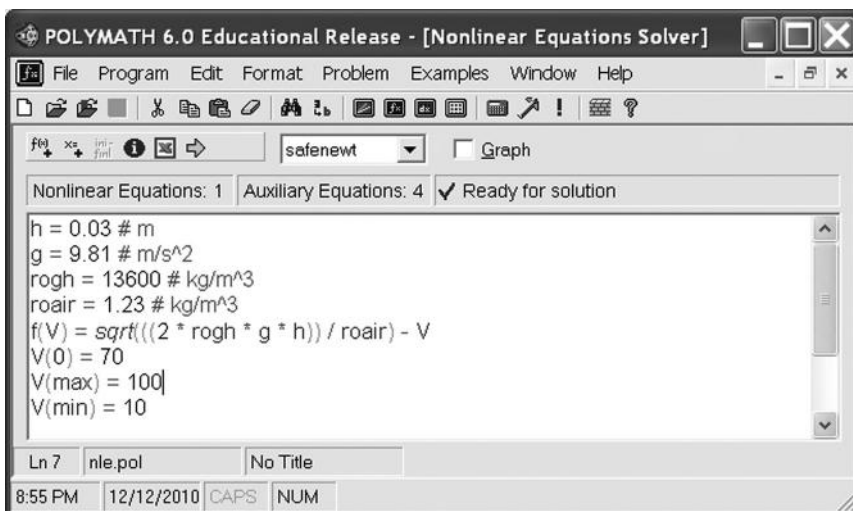 POLYMATH 6.0 Educational Release - [Nonlinear Equations Solver]
File Program Edit Format Problem Examples Window Help
safenewt Graph
Nonlinear Equations: 1 Auxiliary Equations: 4 Ready for solution
h = 0.03 # m
g = 9.81 # m/s^2
rogh = 13600 # kg/m^3
roair = 1.23 # kg/m^3
f(V) = sqrt(((2 * rogh * g * h)) / roair) - V
V(0) = 70
V(max) = 100
V(min) = 10
Ln 7 nle.pol No Title
8:55 PM 12/12/2010 CAPS NUM